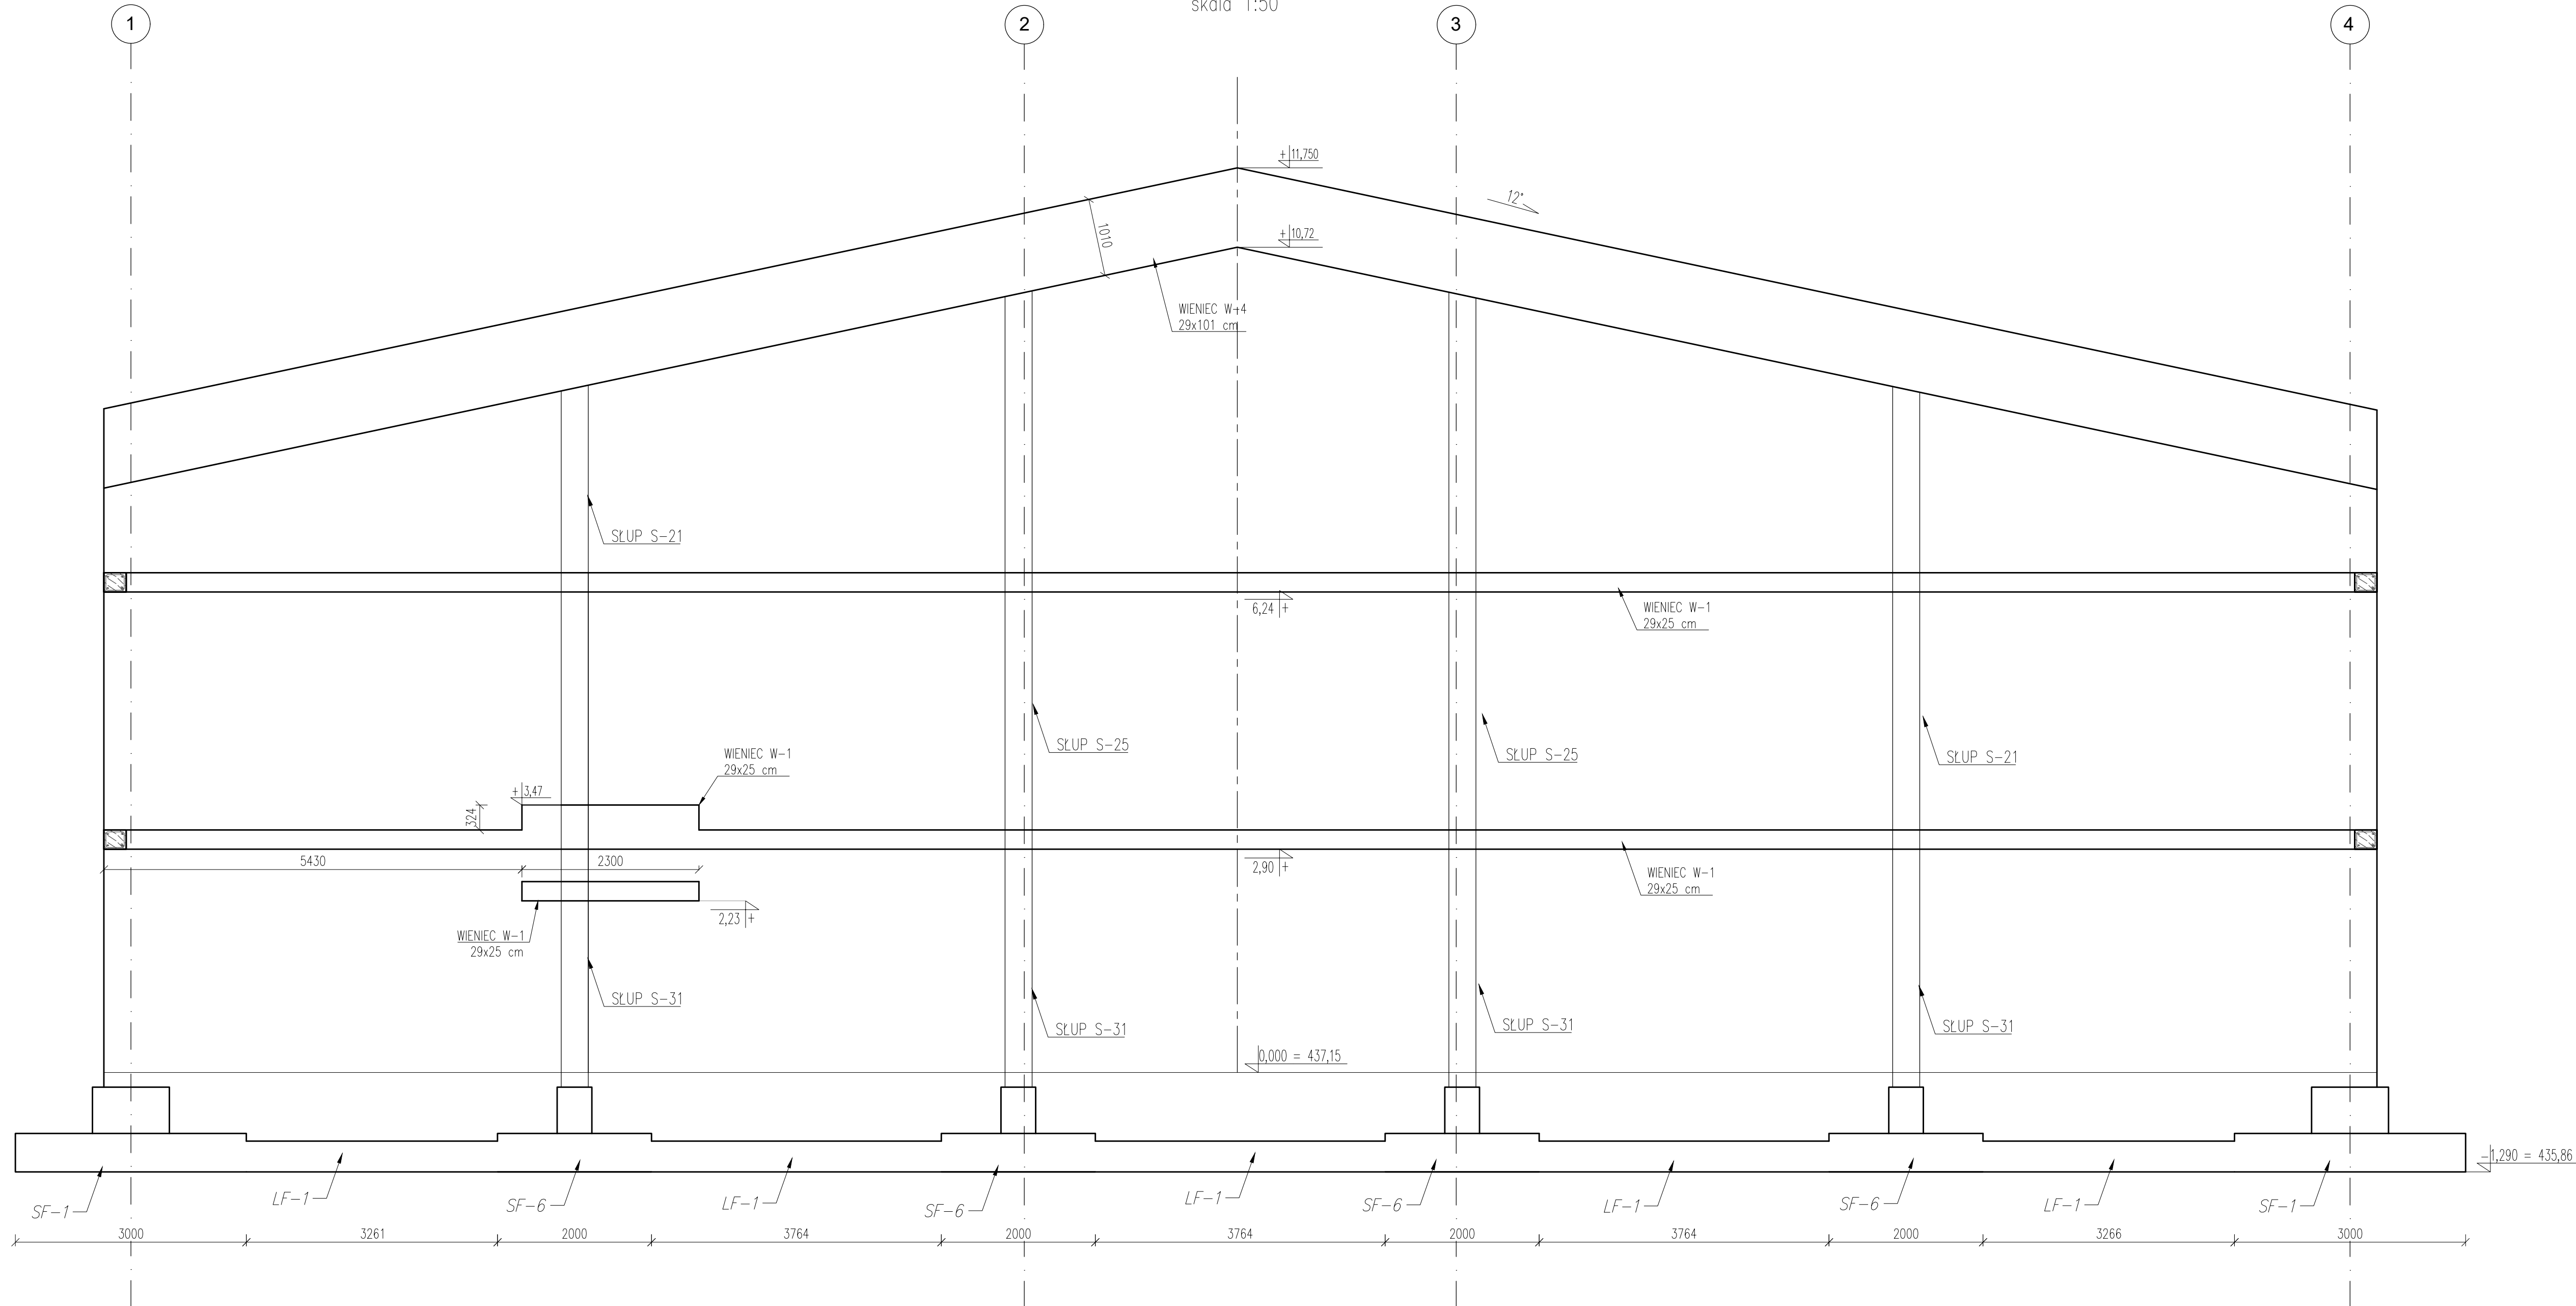 skala 1:50
1
2
3
4
+11,750
12°
+10,72
1010
WIENIEC W-4
29x101 cm
SŁUP S-21
6,24 +
WIENIEC W-1
29x25 cm
SŁUP S-25
SŁUP S-25
SŁUP S-21
WIENIEC W-1
29x25 cm
+3,47
324
5430
2300
2,90 +
WIENIEC W-1
29x25 cm
2,23 +
WIENIEC W-1
29x25 cm
SŁUP S-31
SŁUP S-31
SŁUP S-31
SŁUP S-31
0,000 = 437,15
-1,290 = 435,86
SF-1
LF-1
SF-6
LF-1
SF-6
LF-1
SF-6
LF-1
SF-6
LF-1
SF-1
3000
3261
2000
3764
2000
3764
2000
3764
2000
3266
3000